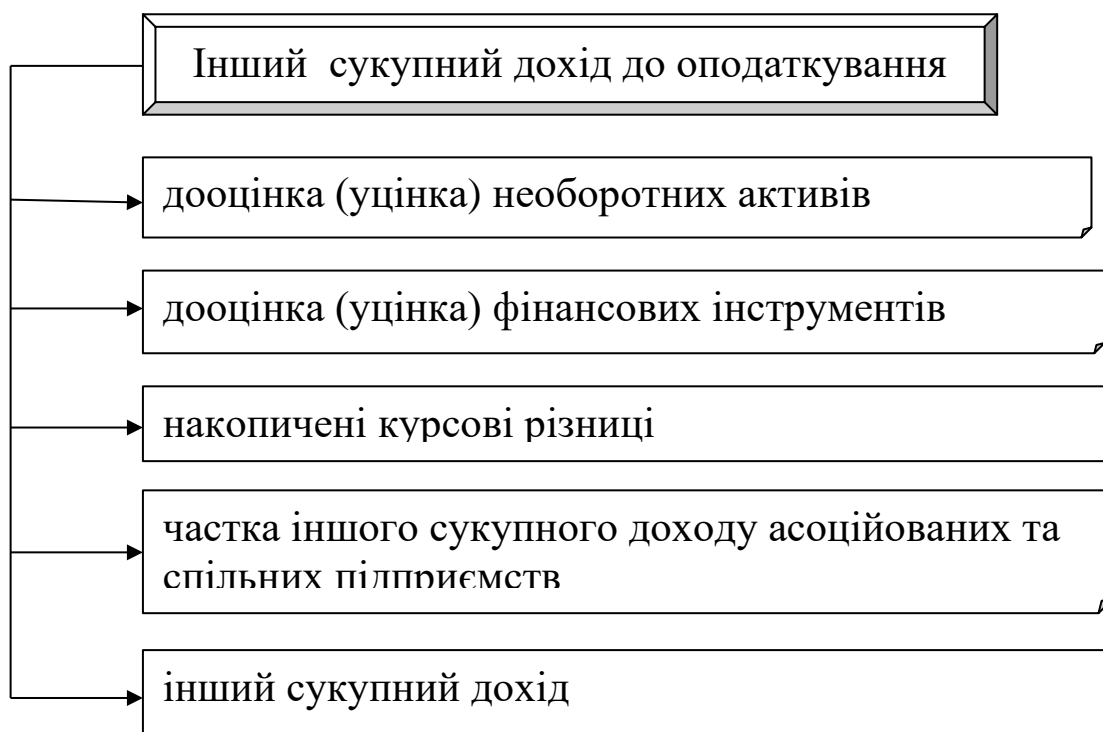 Інший сукупний дохід до оподаткування
дооцінка (уцінка) необоротних активів
дооцінка (уцінка) фінансових інструментів
накопичені курсові різниці
частка іншого сукупного доходу асоційованих та
спільних підприємств
інший сукупний дохід